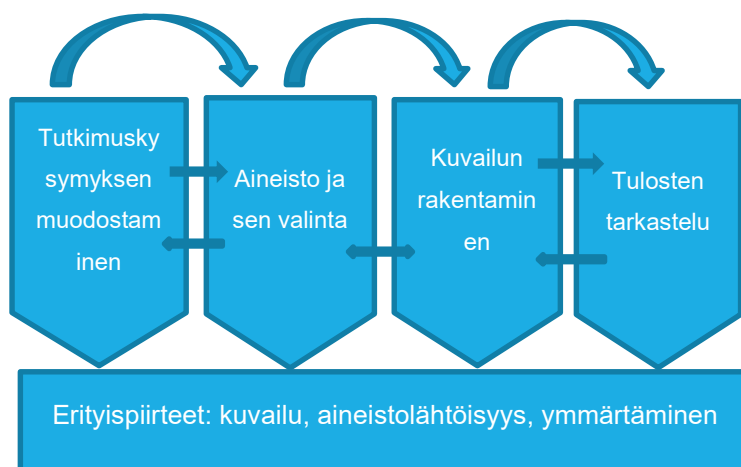 Tutkimusky
symyksen
muodostam
inen
Aineisto ja
sen valinta
Kuvailun
rakentamin
en
Tulosten
tarkastelu
Erityispiirteet: kuvailu, aineistolähtöisyys, ymmärtäminen